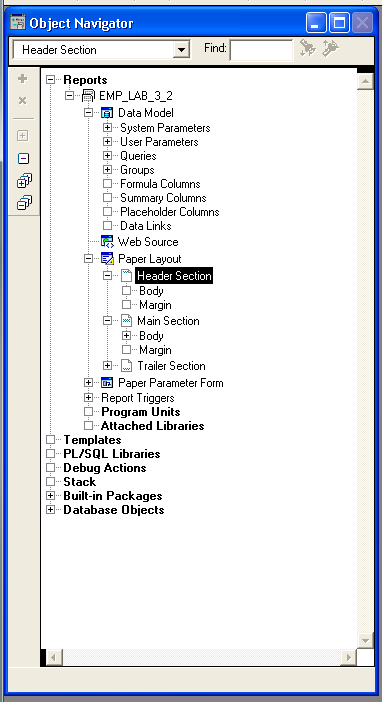 Object Navigator
Header Section
Find:
Reports
EMP_LAB_3_2
Data Model
System Parameters
User Parameters
Queries
Groups
Formula Columns
Summary Columns
Placeholder Columns
Data Links
Web Source
Paper Layout
Header Section
Body
Margin
Main Section
Body
Margin
Trailer Section
Paper Parameter Form
Report Triggers
Program Units
Attached Libraries
Templates
PL/SQL Libraries
Debug Actions
Stack
Built-in Packages
Database Objects